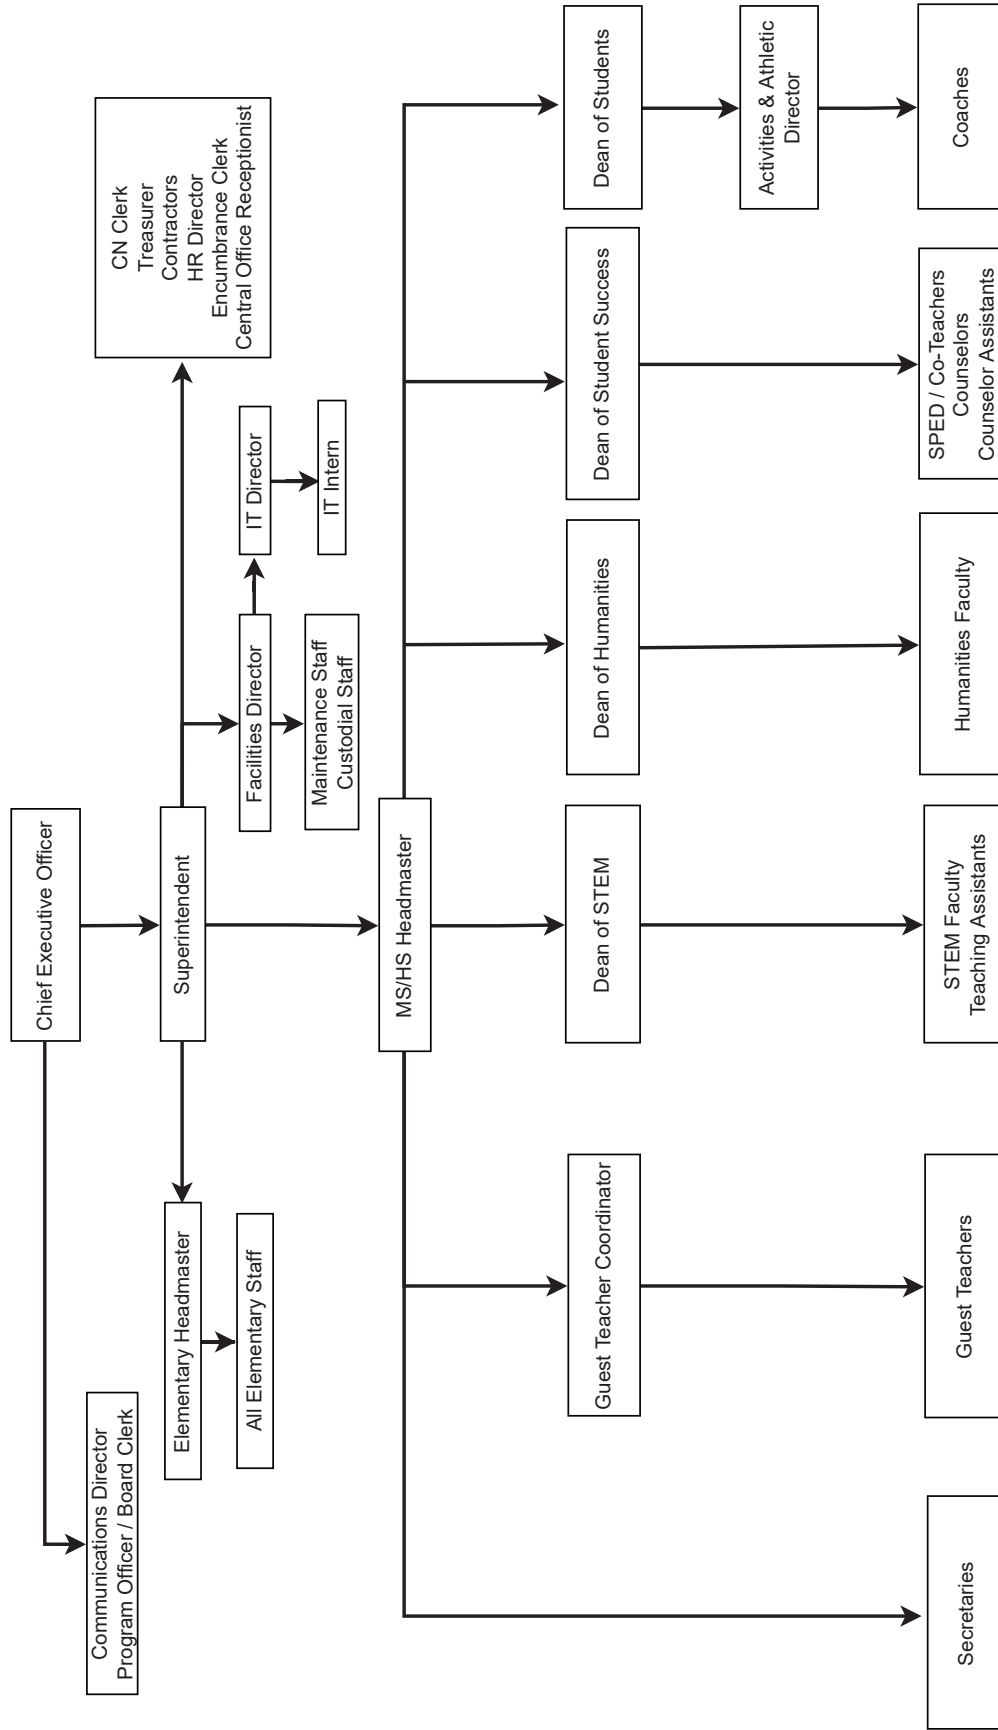 Chief Executive Officer
Communications Director
Program Officer / Board Clerk
CN Clerk
Treasurer
Contractors
HR Director
Encumbrance Clerk
Central Office Receptionist
Superintendent
Elementary Headmaster
All Elementary Staff
Facilities Director
IT Director
Maintenance Staff
Custodial Staff
IT Intern
MS/HS Headmaster
Guest Teacher Coordinator
Dean of STEM
Dean of Humanities
Dean of Student Success
Dean of Students
Activities & Athletic
Director
Secretaries
Guest Teachers
STEM Faculty
Teaching Assistants
Humanities Faculty
SPED / Co-Teachers
Counselors
Counselor Assistants
Coaches